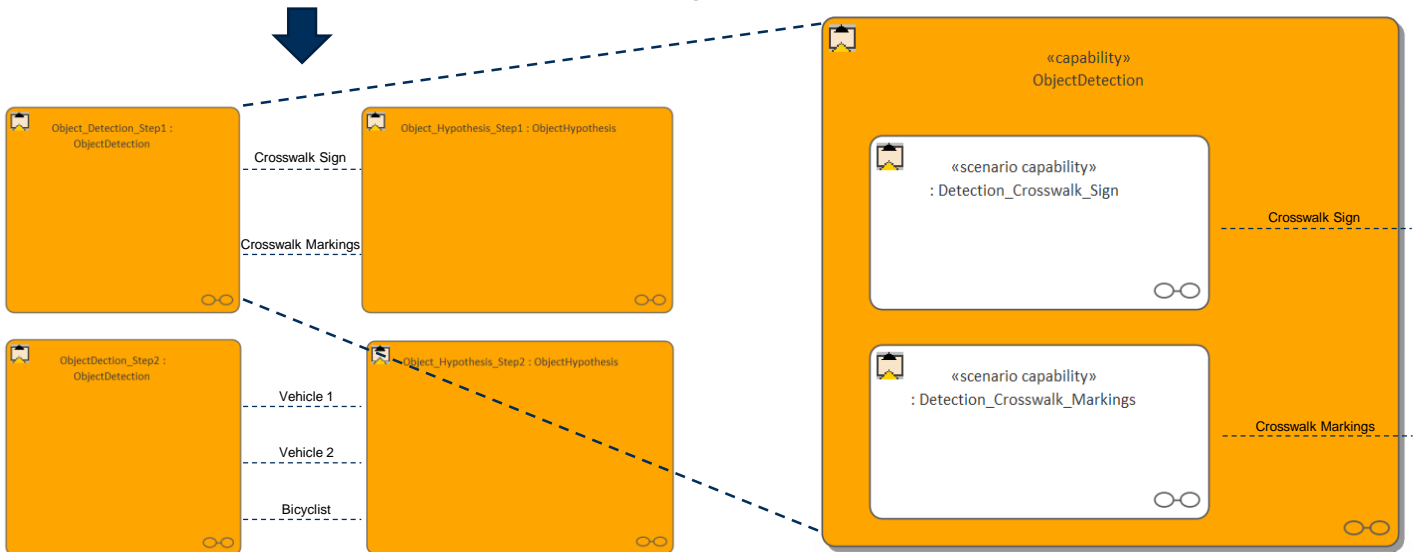 Object_Detection_Step1 :
ObjectDetection
Crosswalk Sign
Crosswalk Markings
Object_Hypothesis_Step1 : ObjectHypothesis
ObjectDection_Step2 :
ObjectDetection
Vehicle 1
Vehicle 2
Bicyclist
Object_Hypothesis_Step2 : ObjectHypothesis
«capability»
ObjectDetection
«scenario capability»
: Detection_Crosswalk_Sign
Crosswalk Sign
«scenario capability»
: Detection_Crosswalk_Markings
Crosswalk Markings